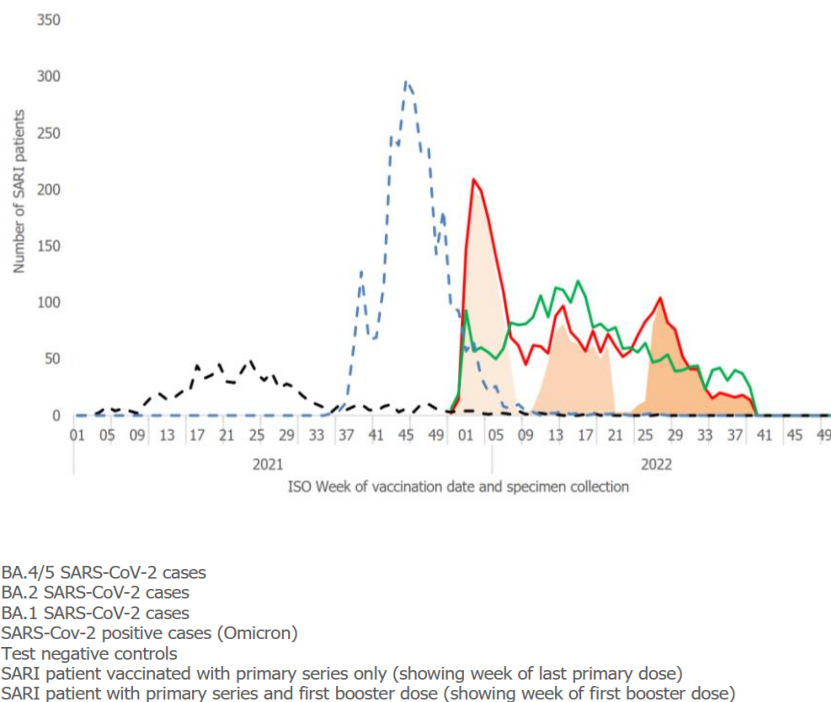 350
300
250
200
150
100
50
0
Number of SARI patients
01 05 09 13 17 21 25 29 33 37 41 45 49 01 05 09 13 17 21 25 29 33 37 41 45 49
2021 2022
ISO Week of vaccination date and specimen collection
BA.4/5 SARS-CoV-2 cases
BA.2 SARS-CoV-2 cases
BA.1 SARS-CoV-2 cases
SARS-Cov-2 positive cases (Omicron)
Test negative controls
SARI patient vaccinated with primary series only (showing week of last primary dose)
SARI patient with primary series and first booster dose (showing week of first booster dose)